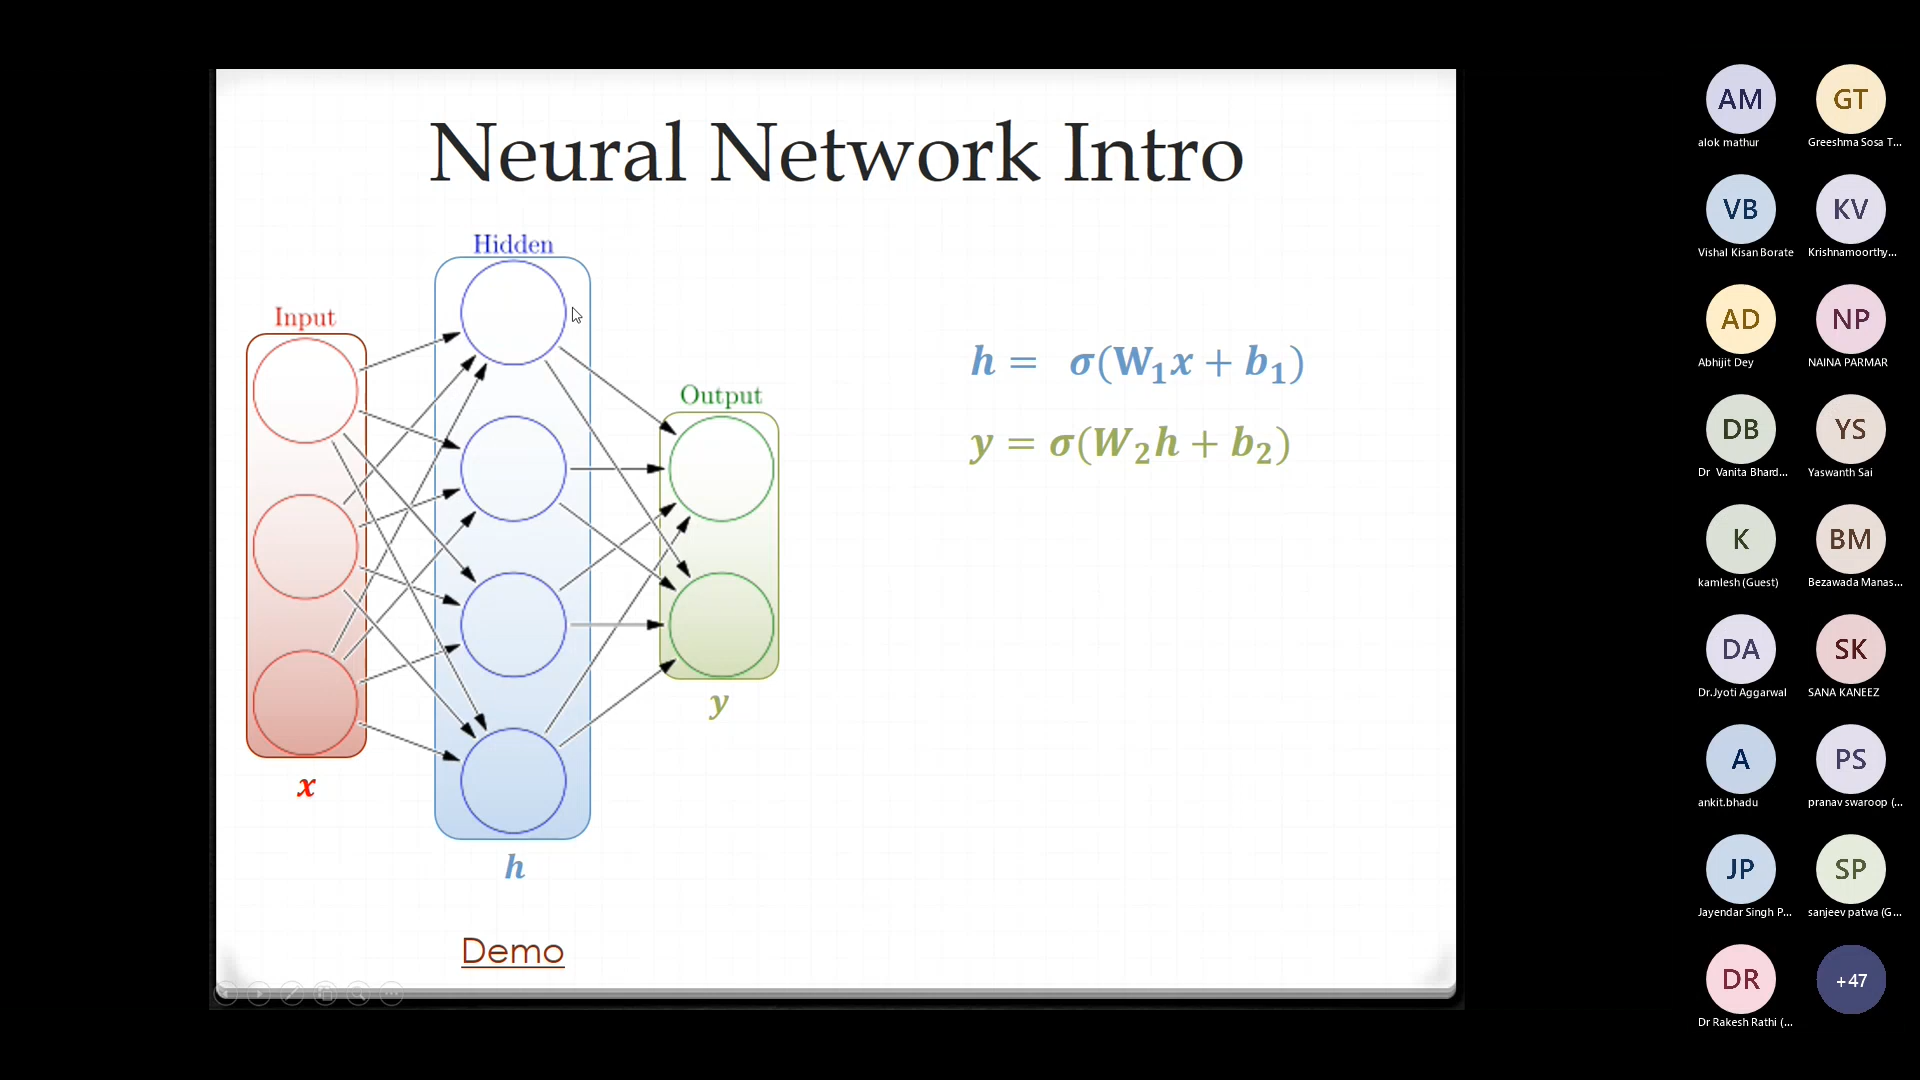 Neural Network Intro
Hidden
Input
Output
h = σ(W₁x + b₁)
y = σ(W₂h + b₂)
y
x
h
Demo
AM
alok mathur
GT
Greeshma Sosa T...
VB
Vishal Kisan Borate
KV
Krishnamoorthy...
AD
Abhijit Dey
NP
NAINA PARMAR
DB
Dr Vanita Bhard...
YS
Yaswanth Sai
K
kamlesh (Guest)
BM
Bezawada Manas...
DA
Dr.Jyoti Aggarwal
SK
SANA KANEEZ
A
ankit.bhadu
PS
pranav swaroop (...
JP
Jayendar Singh P...
SP
sanjeev patwa (G...
DR
Dr Rakesh Rathi (...
+47